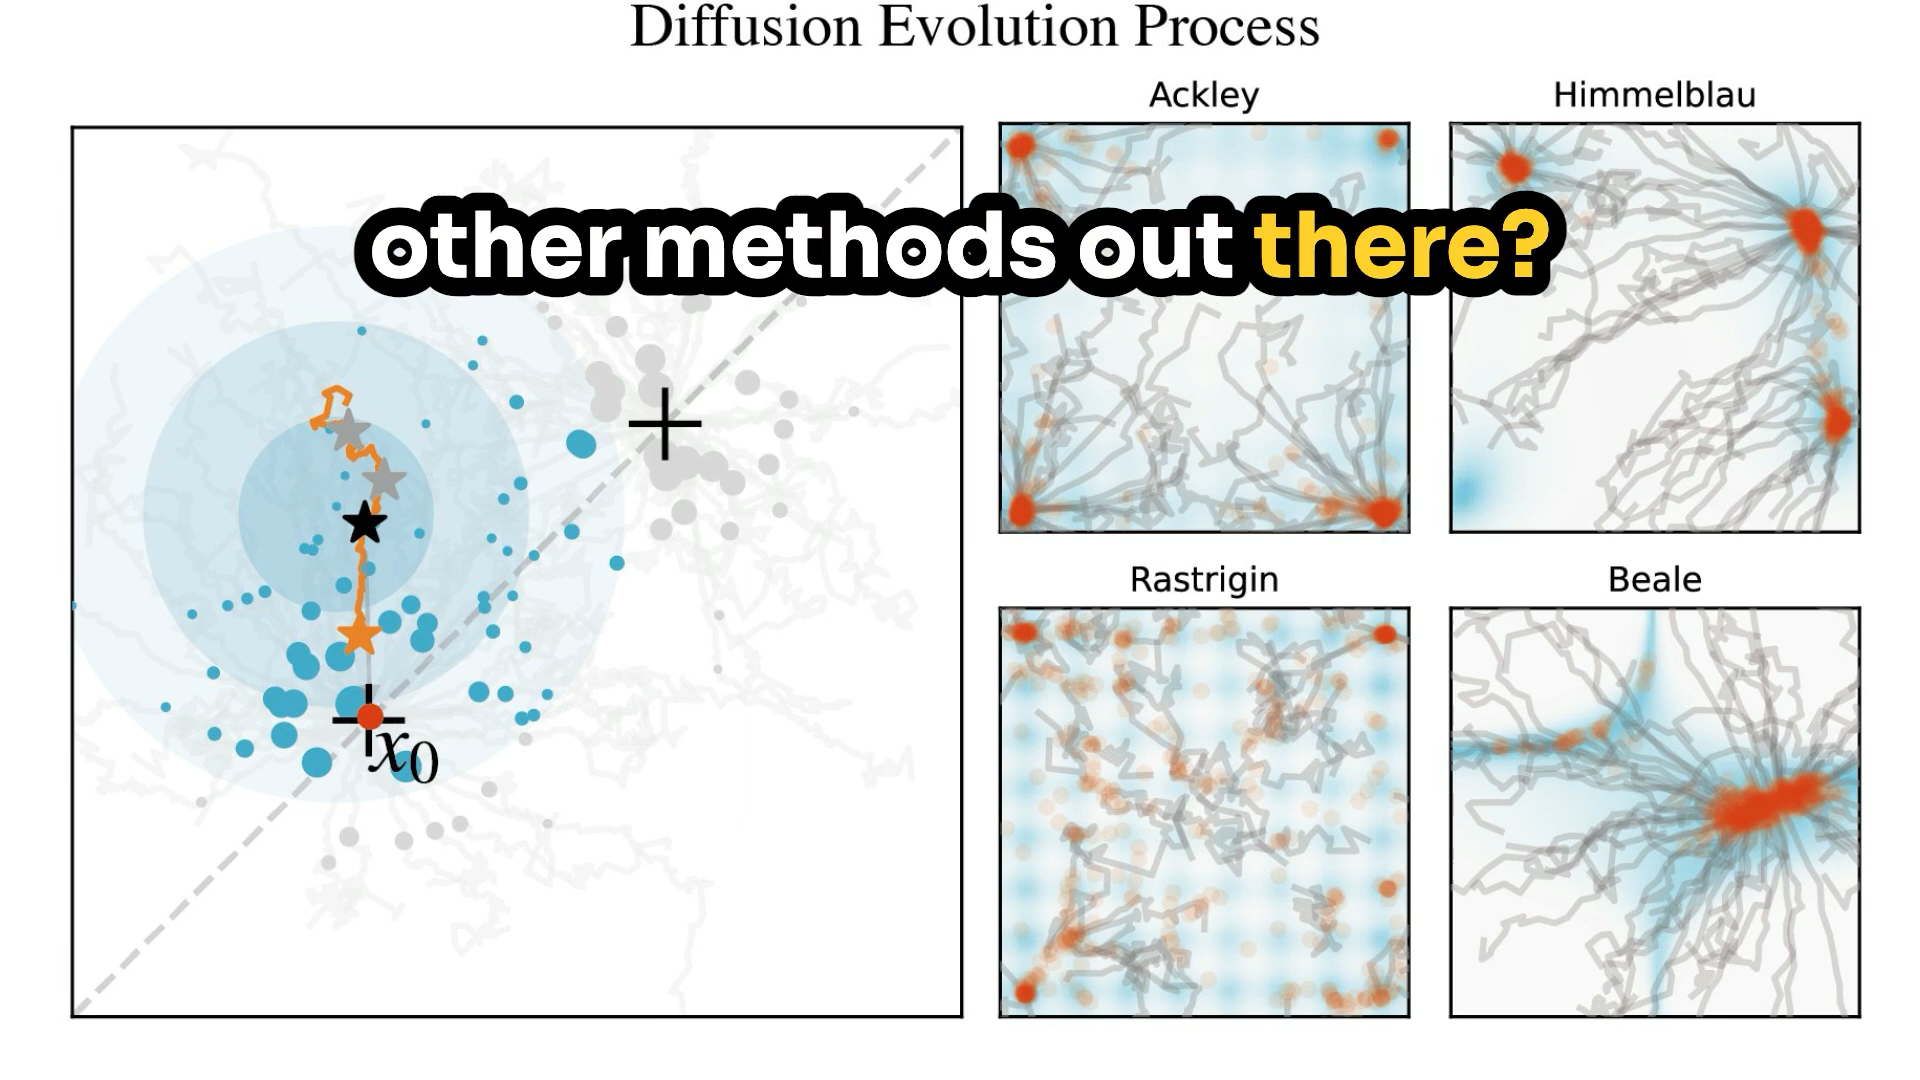 Diffusion Evolution Process
Ackley
Himmelblau
other methods out there?
Rastrigin
Beale
x₀